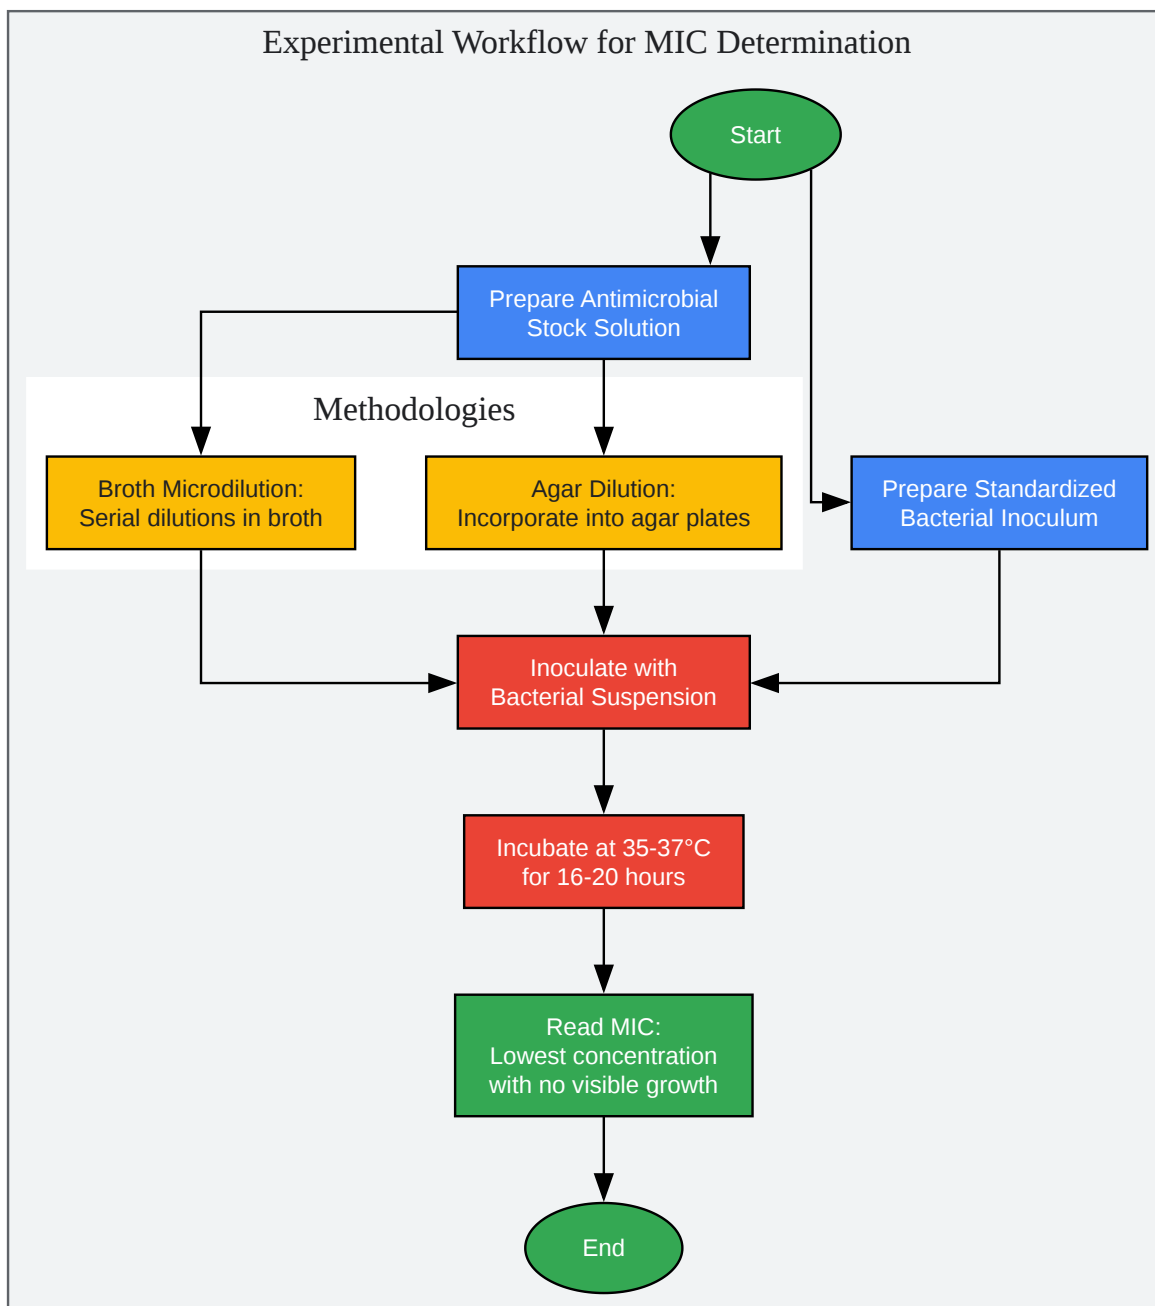 Experimental Workflow for MIC Determination
Start
Prepare Antimicrobial
Stock Solution
Methodologies
Broth Microdilution:
Serial dilutions in broth
Agar Dilution:
Incorporate into agar plates
Prepare Standardized
Bacterial Inoculum
Inoculate with
Bacterial Suspension
Incubate at 35-37°C
for 16-20 hours
Read MIC:
Lowest concentration
with no visible growth
End